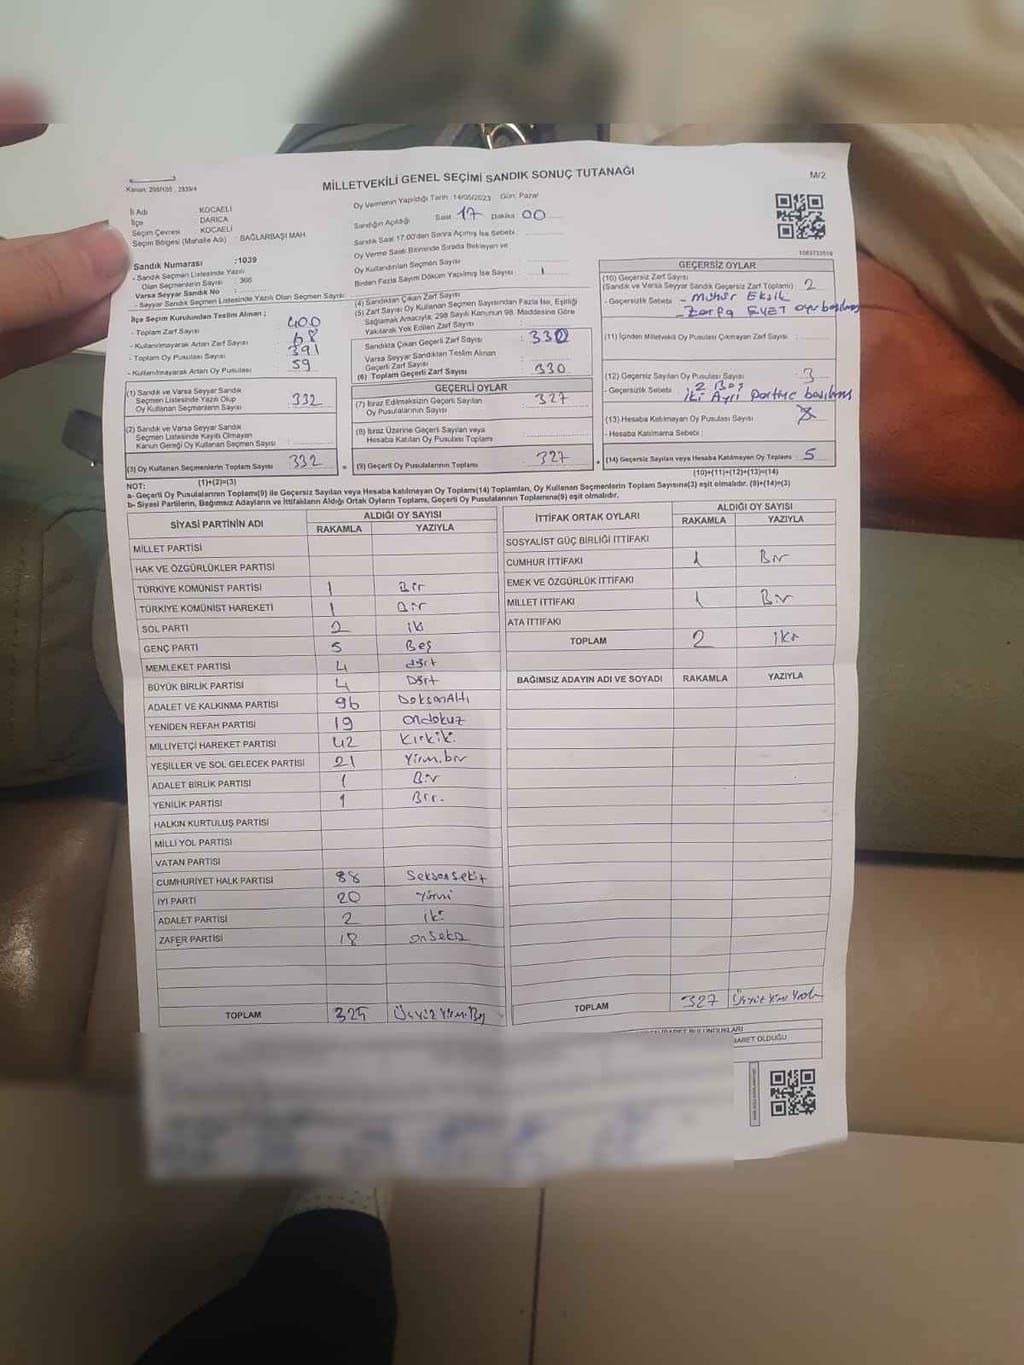 MİLLETVEKİLİ GENEL SEÇİMİ SANDIK SONUÇ TUTANAĞI
M/2
Kanun: 298/105 , 2839/4
İl Adı KOCAELİ
İlçe DARICA
Seçim Çevresi KOCAELİ
Seçim Bölgesi (Mahalle Adı) BAĞLARBAŞI MAH.
Sandık Numarası :1039
- Sandık Seçmen Listesinde Yazılı
Olan Seçmenlerin Sayısı : 396
Varsa Seyyar Sandık No :
- Seyyar Sandık Seçmen Listesinde Yazılı Olan Seçmen Sayısı
İlçe Seçim Kurulundan Teslim Alınan ;
- Toplam Zarf Sayısı 400
- Kullanılmayarak Artan Zarf Sayısı 68
- Toplam Oy Pusulası Sayısı 391
- Kullanılmayarak Artan Oy Pusulası 59
(1) Sandık ve Varsa Seyyar Sandık
Seçmen Listesinde Yazılı Olup
Oy Kullanan Seçmenlerin Sayısı 332
(2) Sandık ve Varsa Seyyar Sandık
Seçmen Listesinde Kayıtlı Olmayan
Kanun Gereği Oy Kullanan Seçmen Sayısı
(3) Oy Kullanan Seçmenlerin Toplam Sayısı 332
(1)+(2)=(3)
Oy Vermenin Yapıldığı Tarih :14/05/2023 Gün: Pazar
Sandığın Açıldığı Saat 17 Dakika 00
Sandık Saat 17:00'den Sonra Açılmış İse Sebebi :
Oy Verme Saati Bitiminde Sırada Bekleyen ve
Oy Kullandırılan Seçmen Sayısı :
Birden Fazla Sayım Döküm Yapılmış İse Sayısı : 1
(4) Sandıktan Çıkan Zarf Sayısı
(5) Zarf Sayısı Oy Kullanan Seçmen Sayısından Fazla İse, Eşitliği
Sağlamak Amacıyla; 298 Sayılı Kanunun 98. Maddesine Göre
Yakılarak Yok Edilen Zarf Sayısı :
Sandıkta Çıkan Geçerli Zarf Sayısı : 330
Varsa Seyyar Sandıktan Teslim Alınan
Geçerli Zarf Sayısı :
(6) Toplam Geçerli Zarf Sayısı 330
GEÇERLİ OYLAR
(7) İtiraz Edilmeksizin Geçerli Sayılan
Oy Pusulalarının Sayısı 327
(8) İtiraz Üzerine Geçerli Sayılan veya
Hesaba Katılan Oy Pusulası Toplamı
= (9) Geçerli Oy Pusulalarının Toplamı 327
1083733519
GEÇERSİZ OYLAR
(10) Geçersiz Zarf Sayısı
(Sandık ve Varsa Seyyar Sandık Geçersiz Zarf Toplamı) : 2
- Geçersizlik Sebebi - Mühür Eksik
- Zarfa EVET
(11) İçinden Milletvekili Oy Pusulası Çıkmayan Zarf Sayısı :
(12) Geçersiz Sayılan Oy Pusulası Sayısı : 3
- Geçersizlik Sebebi : 2 Boş
iki Ayrı Partiye basılmış
(13) Hesaba Katılmayan Oy Pusulası Sayısı
- Hesaba Katılmama Sebebi :
+ (14) Geçersiz Sayılan veya Hesaba Katılmayan Oy Toplamı : 5
(10)+(11)+(12)+(13)=(14)
NOT:
a- Geçerli Oy Pusulalarının Toplamı(9) ile Geçersiz Sayılan veya Hesaba katılmayan Oy Toplamı(14) Toplamları, Oy Kullanan Seçmenlerin Toplam Sayısına(3) eşit olmalıdır. (9)+(14)=(3)
b- Siyasi Partilerin, Bağımsız Adayların ve İttifakların Aldığı Ortak Oyların Toplamı, Geçerli Oy Pusulalarının Toplamına(9) eşit olmalıdır.
SİYASİ PARTİNİN ADI ALDIĞI OY SAYISI
RAKAMLA YAZIYLA
MİLLET PARTİSİ
HAK VE ÖZGÜRLÜKLER PARTİSİ
TÜRKİYE KOMÜNİST PARTİSİ 1 Bir
TÜRKİYE KOMÜNİST HAREKETİ 1 Bir
SOL PARTİ 2 iki
GENÇ PARTİ 5 Beş
MEMLEKET PARTİSİ 4 dört
BÜYÜK BİRLİK PARTİSİ 4 Dört
ADALET VE KALKINMA PARTİSİ 96 DoksanAltı
YENİDEN REFAH PARTİSİ 19 ondokuz
MİLLİYETÇİ HAREKET PARTİSİ 42 Kırkiki
YEŞİLLER VE SOL GELECEK PARTİSİ 21 Yirmibir
ADALET BİRLİK PARTİSİ 1 Bir
YENİLİK PARTİSİ 1 Bir.
HALKIN KURTULUŞ PARTİSİ
MİLLİ YOL PARTİSİ
VATAN PARTİSİ
CUMHURİYET HALK PARTİSİ 88 Seksensekiz
İYİ PARTİ 20 Yirmi
ADALET PARTİSİ 2 iki
ZAFER PARTİSİ 18 onsekiz
TOPLAM 325 ÜçyüzYirmiBeş
İTTİFAK ORTAK OYLARI ALDIĞI OY SAYISI
RAKAMLA YAZIYLA
SOSYALİST GÜÇ BİRLİĞİ İTTİFAKI
CUMHUR İTTİFAKI 1 Bir
EMEK VE ÖZGÜRLÜK İTTİFAKI
MİLLET İTTİFAKI 1 Bir
ATA İTTİFAKI
TOPLAM 2 iki
BAĞIMSIZ ADAYIN ADI VE SOYADI RAKAMLA YAZIYLA
TOPLAM 327 ÜçyüzYirmiYedi